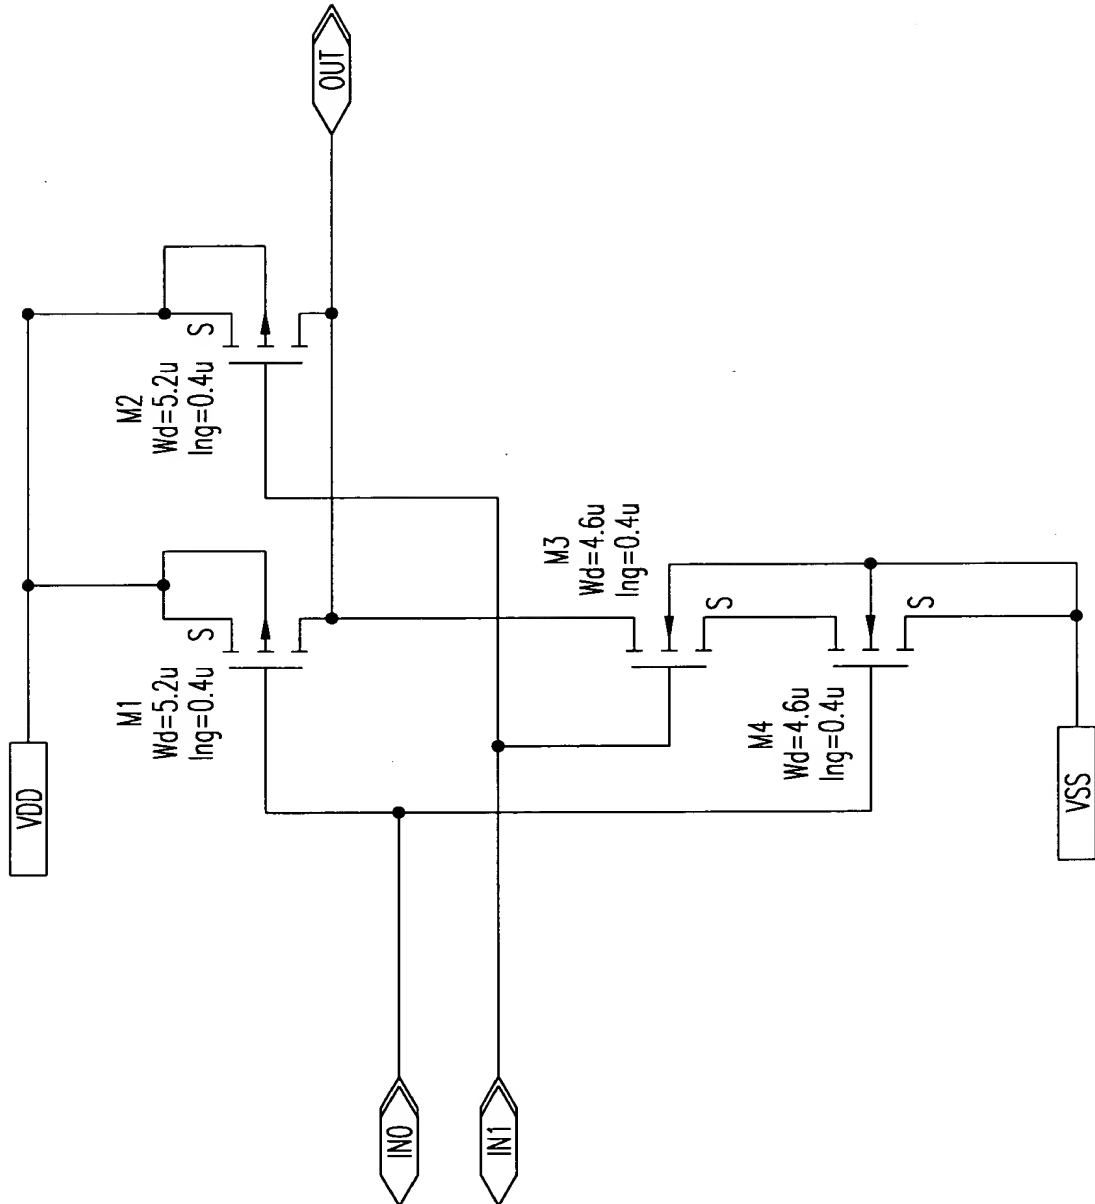 VDD
M1
Wd=5.2u
lng=0.4u
S
M2
Wd=5.2u
lng=0.4u
S
OUT
IN0
IN1
M3
Wd=4.6u
lng=0.4u
S
M4
Wd=4.6u
lng=0.4u
S
VSS